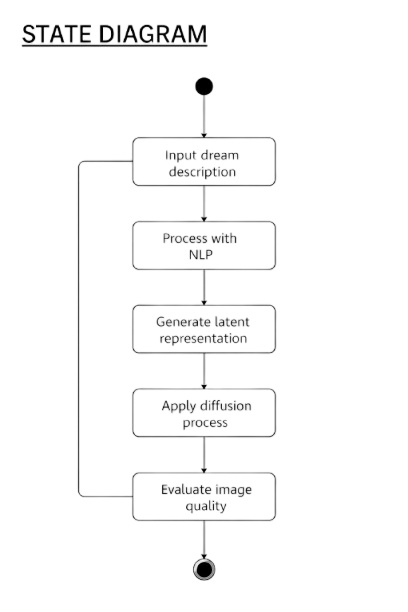 STATE DIAGRAM
Input dream
description
Process with
NLP
Generate latent
representation
Apply diffusion
process
Evaluate image
quality